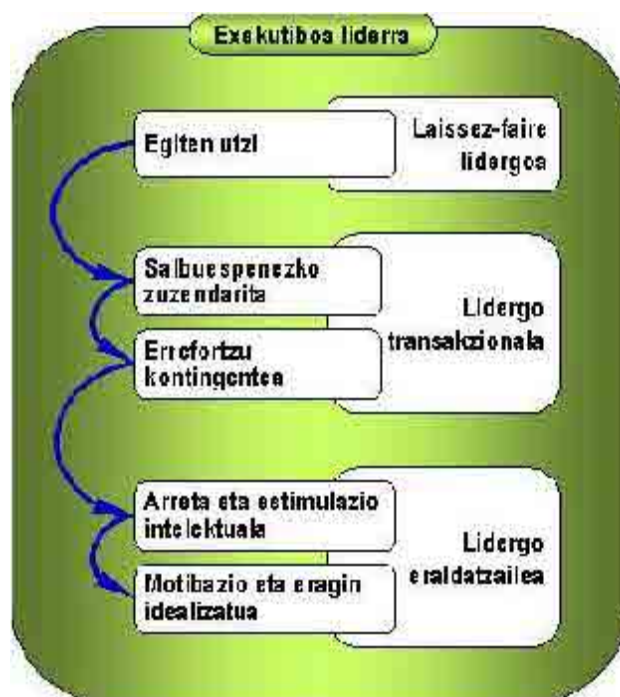 Exekutibos liderra
Egiten utzi
Laissez-faire
lidergoa
Salbuespenezko
zuzendarita
Lidergo
transakzionala
Errefortzu
kontingentea
Arreta eta estimulazio
intelektuala
Lidergo
eraldatzailea
Motibazio eta eragin
idealizatua